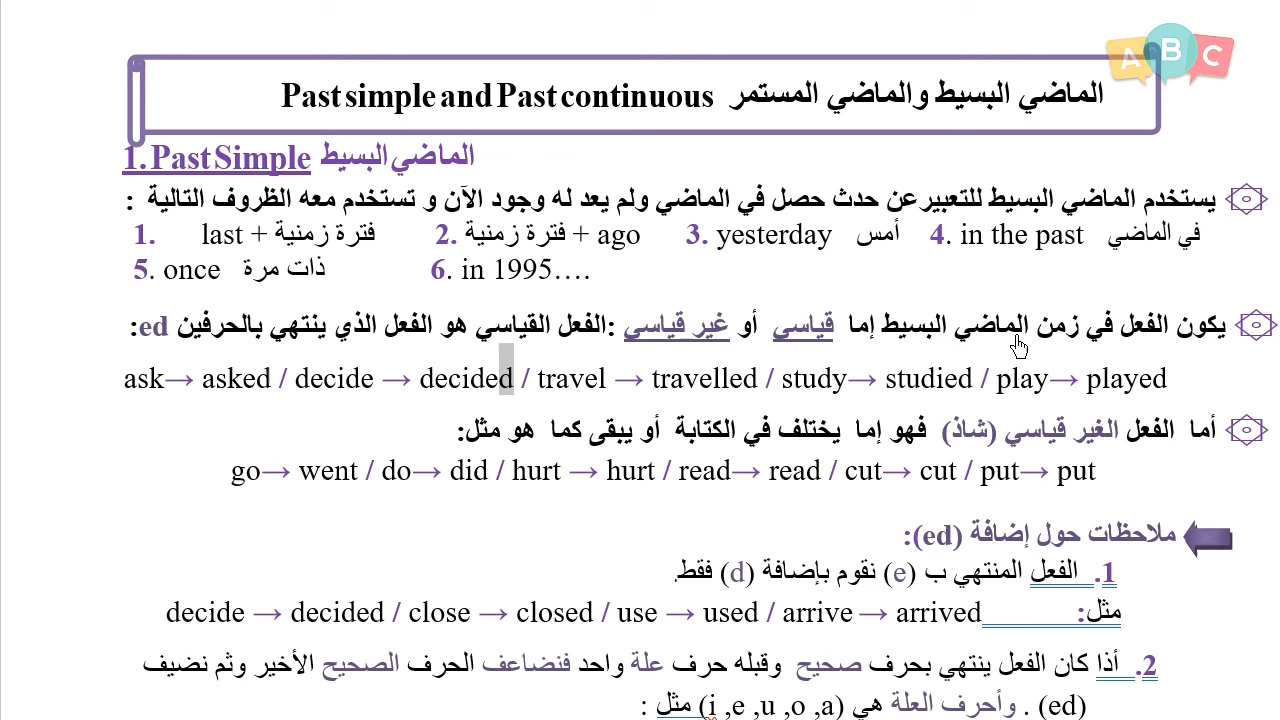 A B C
Past simple and Past continuous الماضي البسيط والماضي المستمر
1. Past Simple الماضي البسيط
يستخدم الماضي البسيط للتعبيرعن حدث حصل في الماضي ولم يعد له وجود الآن و تستخدم معه الظروف التالية :
1. last + فترة زمنية 2. فترة زمنية + ago 3. yesterday أمس 4. in the past في الماضي
5. once ذات مرة 6. in 1995….
يكون الفعل في زمن الماضي البسيط إما قياسي أو غير قياسي :الفعل القياسي هو الفعل الذي ينتهي بالحرفين ed:
ask→ asked / decide → decided / travel → travelled / study→ studied / play→ played
أما الفعل الغير قياسي (شاذ) فهو إما يختلف في الكتابة أو يبقى كما هو مثل:
go→ went / do→ did / hurt → hurt / read→ read / cut→ cut / put→ put
ملاحظات حول إضافة (ed):
1. الفعل المنتهي ب (e) نقوم بإضافة (d) فقط.
مثل: decide → decided / close → closed / use → used / arrive → arrived
2. أذا كان الفعل ينتهي بحرف صحيح وقبله حرف علة واحد فنضاعف الحرف الصحيح الأخير وثم نضيف
(ed) . وأحرف العلة هي (i ,e ,u ,o ,a) مثل :